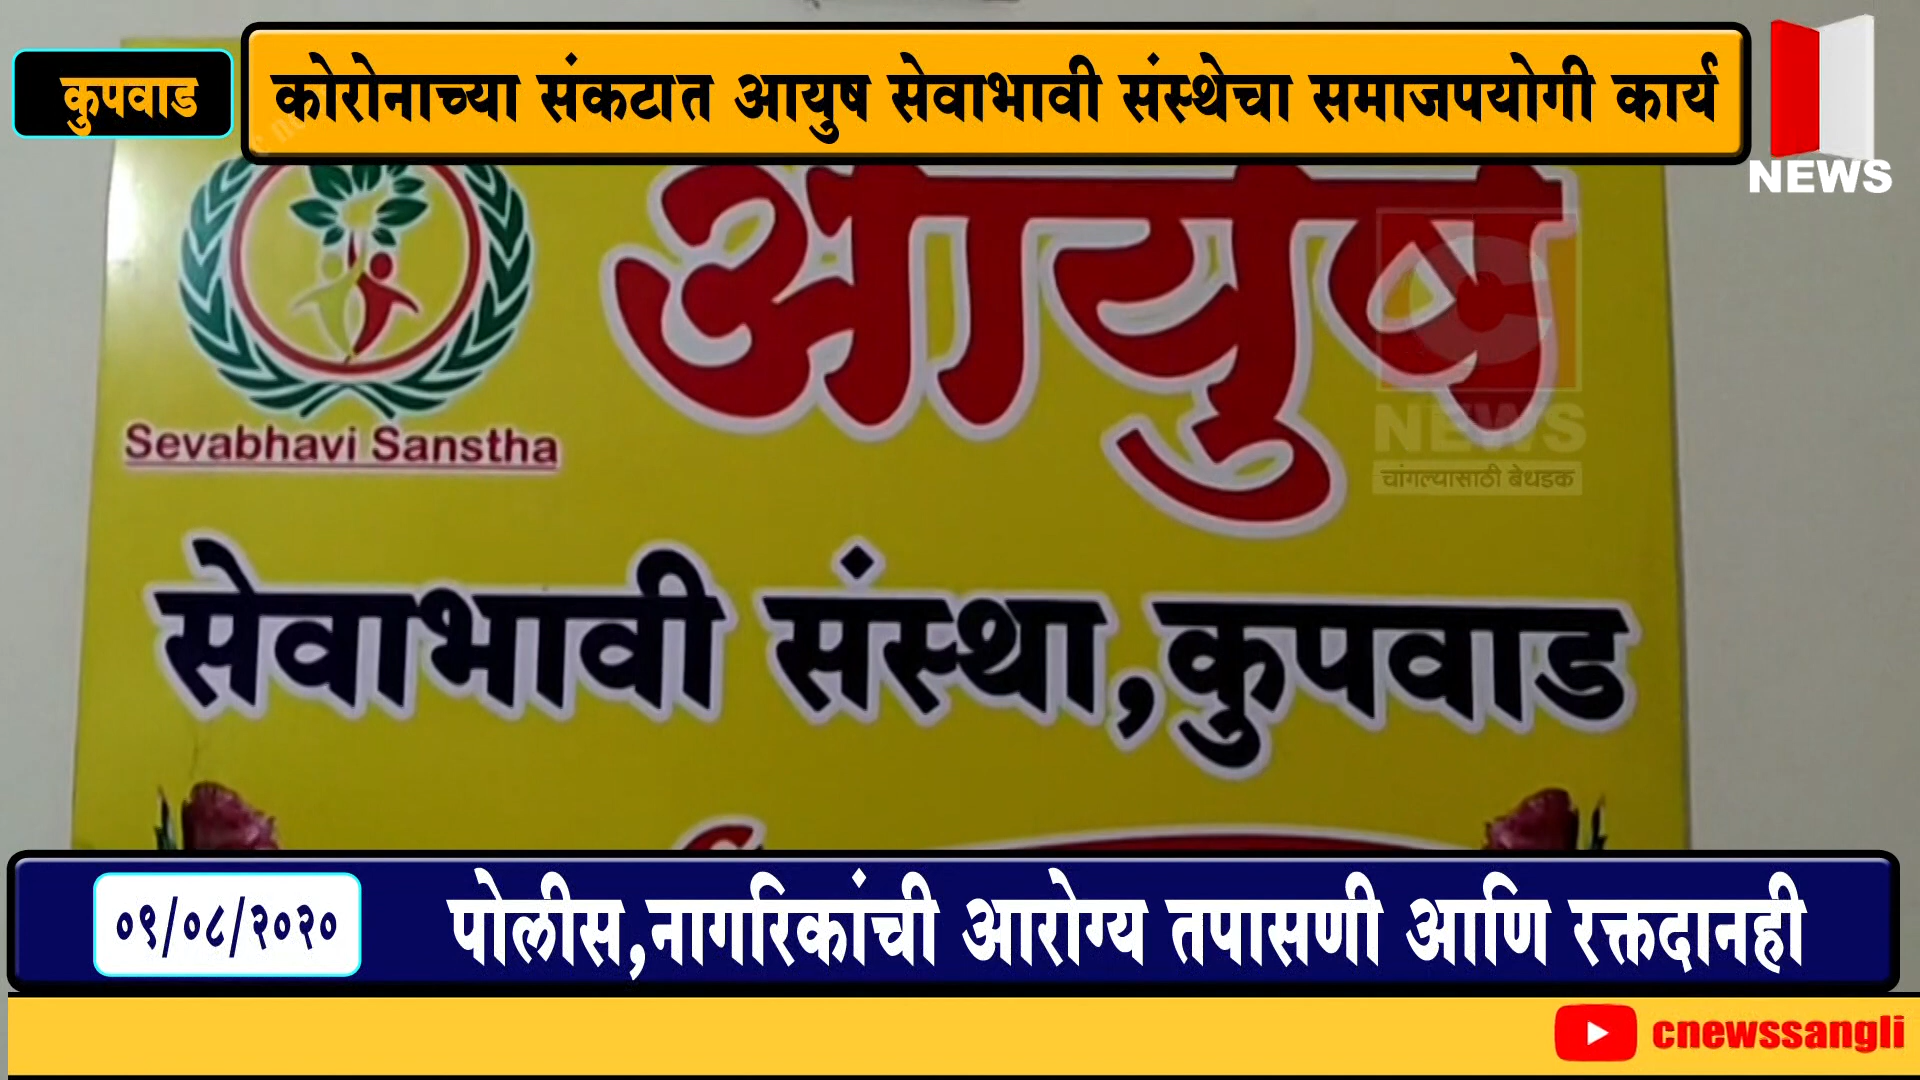 कुपवाड
कोरोनाच्या संकटात आयुष सेवाभावी संस्थेचा समाजपयोगी कार्य
NEWS
आयुष
C
NEWS
चांगल्यासाठी बेधडक
Sevabhavi Sanstha
सेवाभावी संस्था,कुपवाड
०९/०८/२०२०
पोलीस,नागरिकांची आरोग्य तपासणी आणि रक्तदानही
cnewssangli